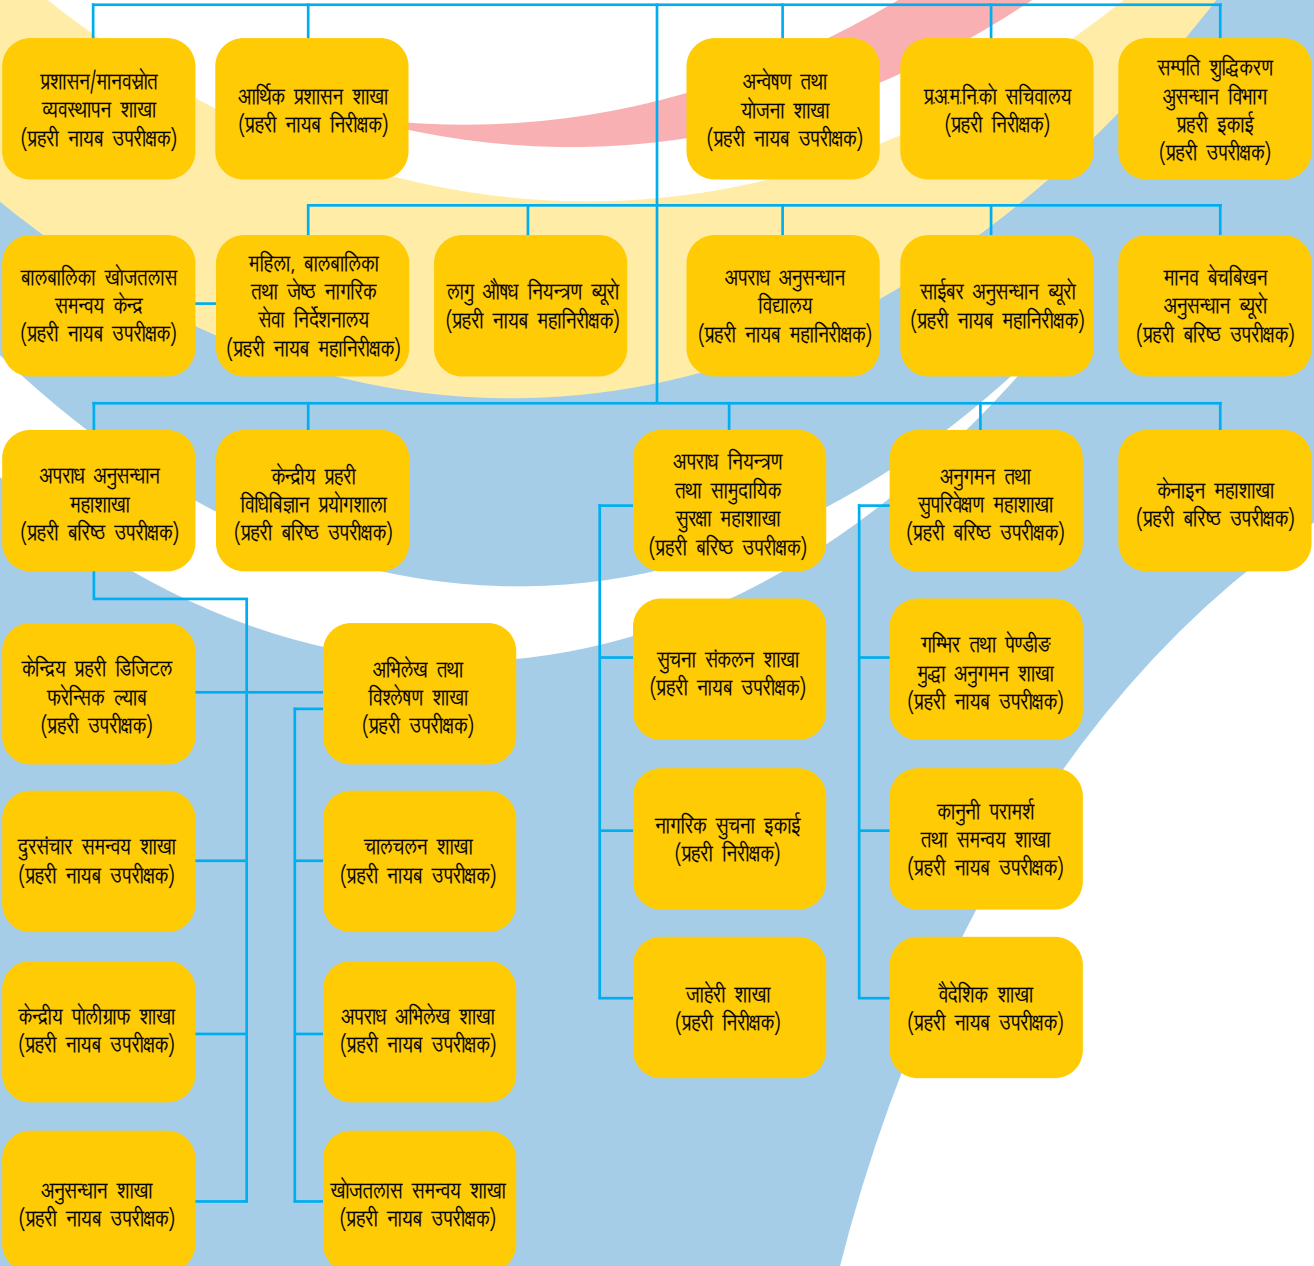 प्रशासन/मानवस्रोत
व्यवस्थापन शाखा
(प्रहरी नायब उपरीक्षक)
आर्थिक प्रशासन शाखा
(प्रहरी नायब निरीक्षक)
अन्वेषण तथा
योजना शाखा
(प्रहरी नायब उपरीक्षक)
प्र.अ.म.नि.को सचिवालय
(प्रहरी निरीक्षक)
सम्पति शुद्धिकरण
अुसन्धान विभाग
प्रहरी इकाई
(प्रहरी उपरीक्षक)
बालबालिका खोजतलास
समन्वय केन्द्र
(प्रहरी नायब उपरीक्षक)
महिला, बालबालिका
तथा जेष्ठ नागरिक
सेवा निर्देशनालय
(प्रहरी नायब महानिरीक्षक)
लागु औषध नियन्त्रण ब्यूरो
(प्रहरी नायब महानिरीक्षक)
अपराध अनुसन्धान
विद्यालय
(प्रहरी नायब महानिरीक्षक)
साईबर अनुसन्धान ब्यूरो
(प्रहरी नायब महानिरीक्षक)
मानव बेचबिखन
अनुसन्धान ब्यूरो
(प्रहरी बरिष्ठ उपरीक्षक)
अपराध अनुसन्धान
महाशाखा
(प्रहरी बरिष्ठ उपरीक्षक)
केन्द्रीय प्रहरी
विधिबिज्ञान प्रयोगशाला
(प्रहरी बरिष्ठ उपरीक्षक)
अपराध नियन्त्रण
तथा सामुदायिक
सुरक्षा महाशाखा
(प्रहरी बरिष्ठ उपरीक्षक)
अनुगमन तथा
सुपरिवेक्षण महाशाखा
(प्रहरी बरिष्ठ उपरीक्षक)
केनाइन महाशाखा
(प्रहरी बरिष्ठ उपरीक्षक)
केन्द्रिय प्रहरी डिजिटल
फरेन्सिक ल्याब
(प्रहरी उपरीक्षक)
अभिलेख तथा
विश्लेषण शाखा
(प्रहरी उपरीक्षक)
सुचना संकलन शाखा
(प्रहरी नायब उपरीक्षक)
गम्भिर तथा पेण्डीङ
मुद्धा अनुगमन शाखा
(प्रहरी नायब उपरीक्षक)
दुरसंचार समन्वय शाखा
(प्रहरी नायब उपरीक्षक)
चालचलन शाखा
(प्रहरी नायब उपरीक्षक)
नागरिक सुचना इकाई
(प्रहरी निरीक्षक)
कानुनी परामर्श
तथा समन्वय शाखा
(प्रहरी नायब उपरीक्षक)
केन्द्रीय पोलीग्राफ शाखा
(प्रहरी नायब उपरीक्षक)
अपराध अभिलेख शाखा
(प्रहरी नायब उपरीक्षक)
जाहेरी शाखा
(प्रहरी निरीक्षक)
वैदेशिक शाखा
(प्रहरी नायब उपरीक्षक)
अनुसन्धान शाखा
(प्रहरी नायब उपरीक्षक)
खोजतलास समन्वय शाखा
(प्रहरी नायब उपरीक्षक)